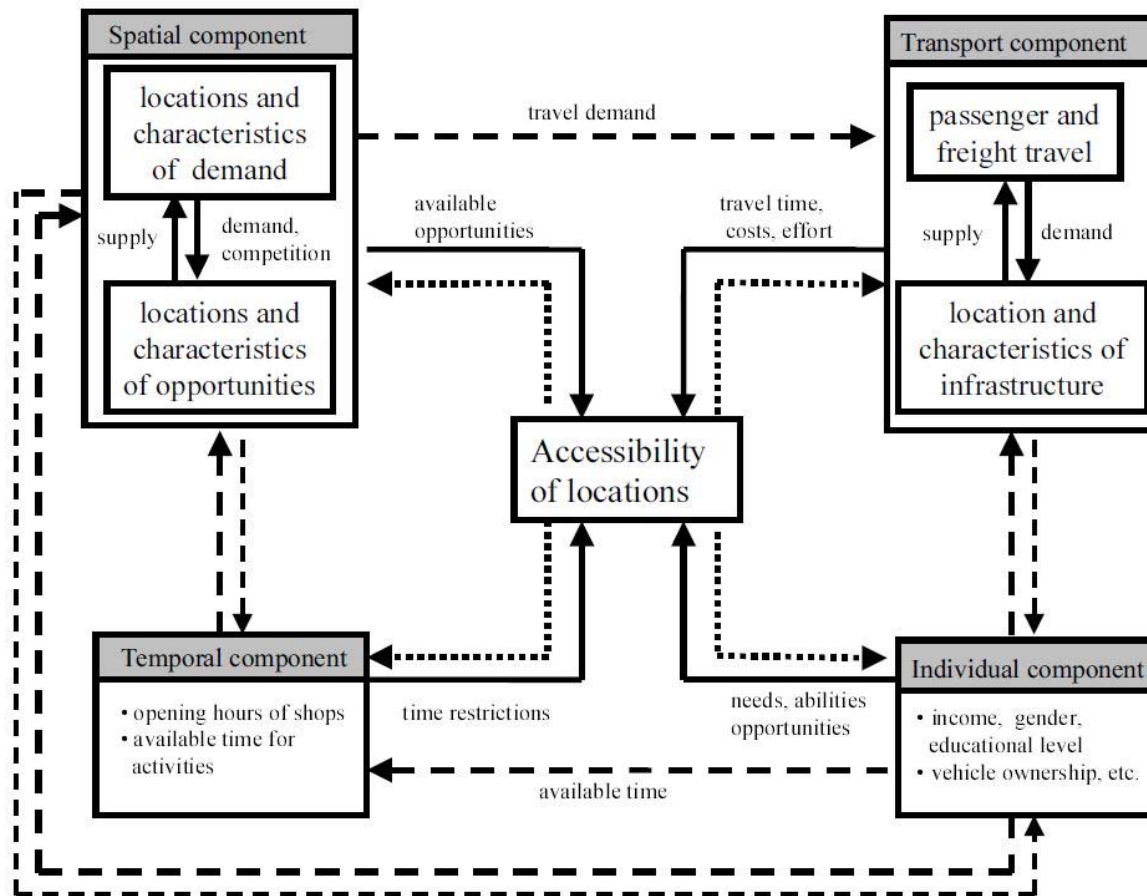 Spatial component
locations and
characteristics
of demand
supply
demand,
competition
locations and
characteristics
of opportunities
travel demand
Transport component
passenger and
freight travel
supply
demand
location and
characteristics of
infrastructure
available
opportunities
travel time,
costs, effort
Accessibility
of locations
Temporal component
• opening hours of shops
• available time for
activities
time restrictions
needs, abilities
opportunities
available time
Individual component
• income, gender,
educational level
• vehicle ownership, etc.